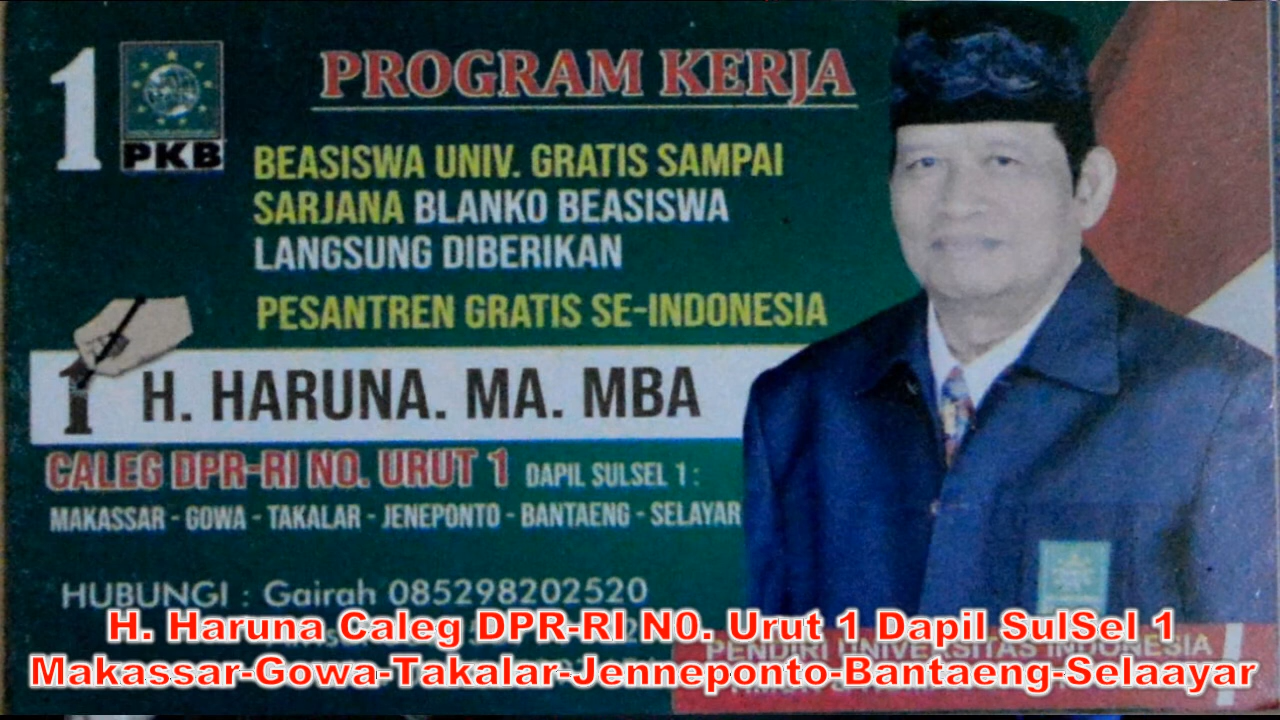 1
PKB
PROGRAM KERJA
BEASISWA UNIV. GRATIS SAMPAI
SARJANA BLANKO BEASISWA
LANGSUNG DIBERIKAN
PESANTREN GRATIS SE-INDONESIA
1 H. HARUNA. MA. MBA
CALEG DPR-RI NO. URUT 1 DAPIL SULSEL 1 :
MAKASSAR - GOWA - TAKALAR - JENEPONTO - BANTAENG - SELAYAR
HUBUNGI : Gairah 085298202520
PENDIRI UNIVERSITAS INDONESIA
H. Haruna Caleg DPR-RI N0. Urut 1 Dapil SulSel 1
Makassar-Gowa-Takalar-Jenneponto-Bantaeng-Selaayar